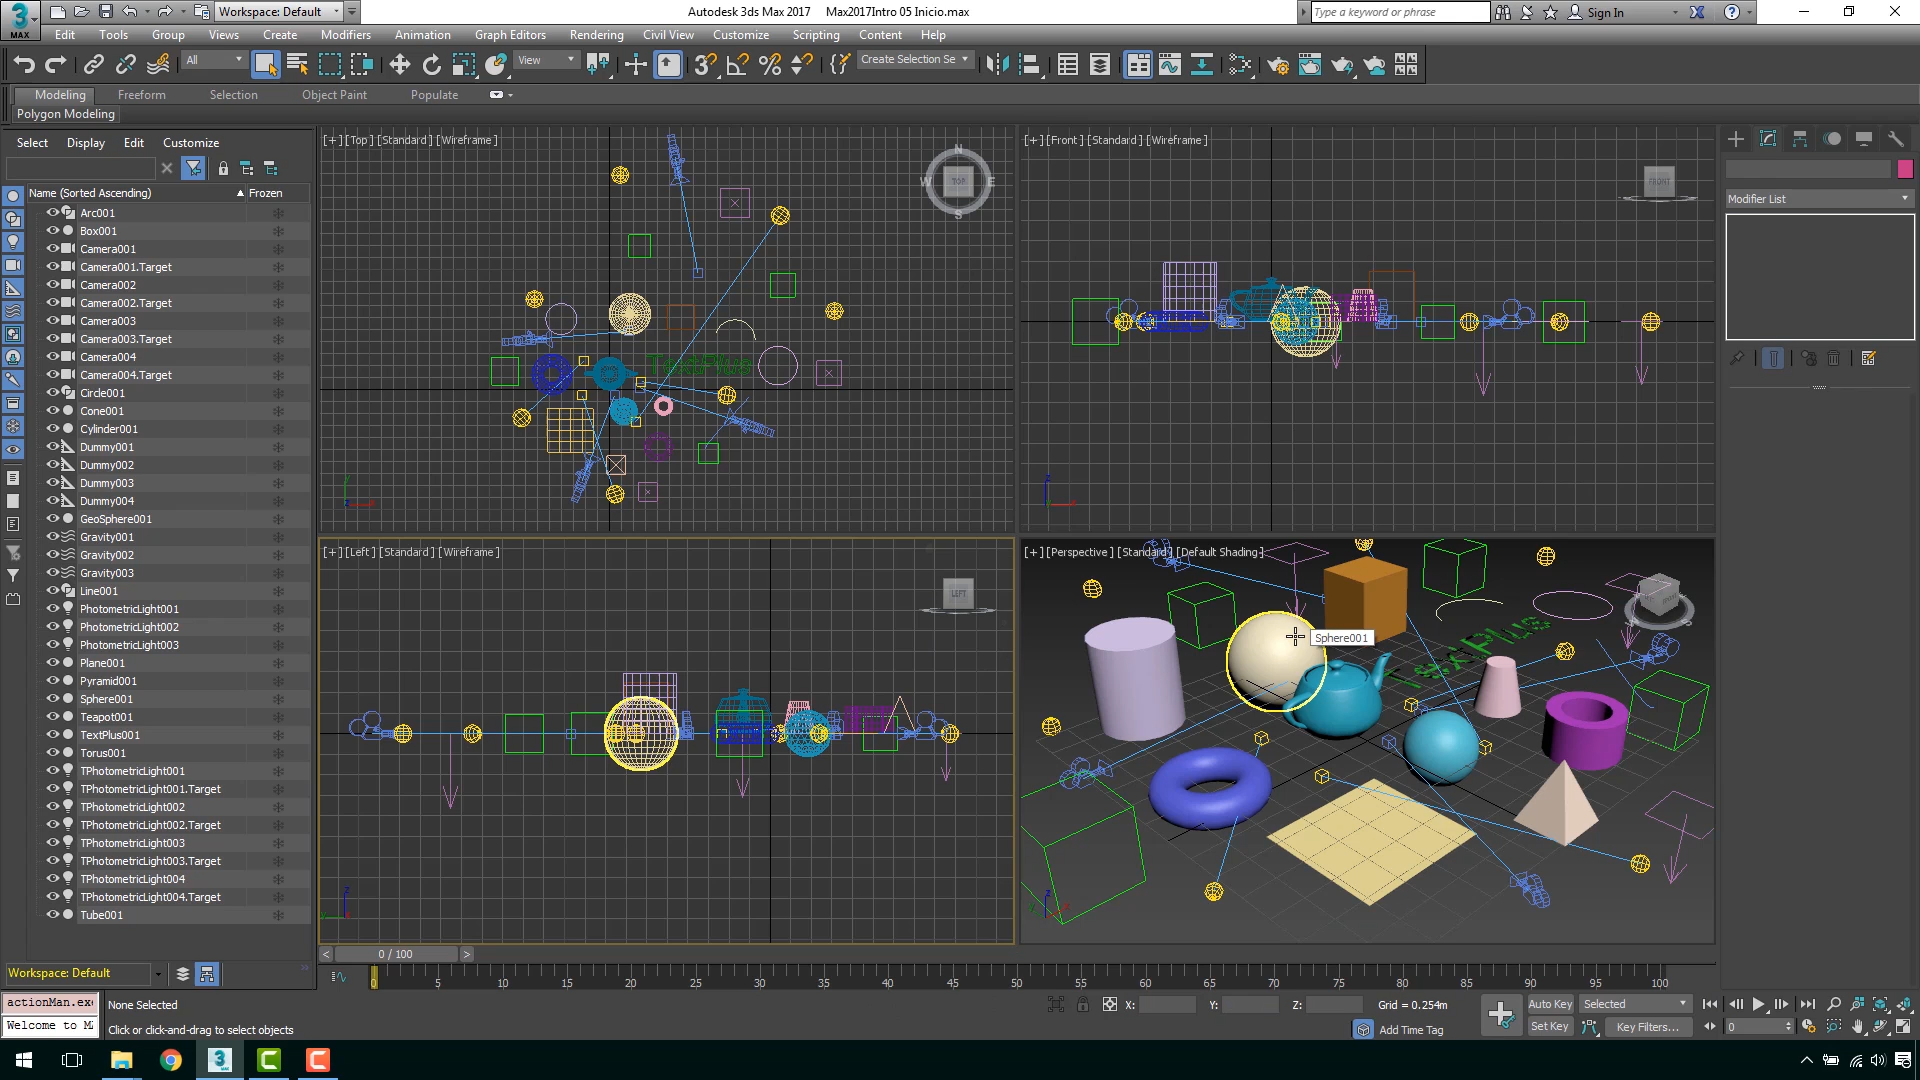 3 MAX Workspace: Default Autodesk 3ds Max 2017 Max2017Intro 05 Inicio.max Type a keyword or phrase Sign In
Edit Tools Group Views Create Modifiers Animation Graph Editors Rendering Civil View Customize Scripting Content Help
All View Create Selection Se
Modeling Freeform Selection Object Paint Populate
Polygon Modeling
Select Display Edit Customize
Name (Sorted Ascending) Frozen
Arc001
Box001
Camera001
Camera001.Target
Camera002
Camera002.Target
Camera003
Camera003.Target
Camera004
Camera004.Target
Circle001
Cone001
Cylinder001
Dummy001
Dummy002
Dummy003
Dummy004
GeoSphere001
Gravity001
Gravity002
Gravity003
Line001
PhotometricLight001
PhotometricLight002
PhotometricLight003
Plane001
Pyramid001
Sphere001
Teapot001
TextPlus001
Torus001
TPhotometricLight001
TPhotometricLight001.Target
TPhotometricLight002
TPhotometricLight002.Target
TPhotometricLight003
TPhotometricLight003.Target
TPhotometricLight004
TPhotometricLight004.Target
Tube001
[+] [Top] [Standard] [Wireframe]
N
W TOP E
S
TextPlus
[+] [Front] [Standard] [Wireframe]
FRONT
[+] [Left] [Standard] [Wireframe]
LEFT
[+] [Perspective] [Standard] [Default Shading]
Sphere001
TextPlus
Modifier List
< 0 / 100 >
Workspace: Default
0 5 10 15 20 25 30 35 40 45 50 55 60 65 70 75 80 85 90 95 100
actionMan.exe None Selected X: Y: Z: Grid = 0.254m Auto Key Selected
Welcome to M Click or click-and-drag to select objects Add Time Tag Set Key Key Filters... 0